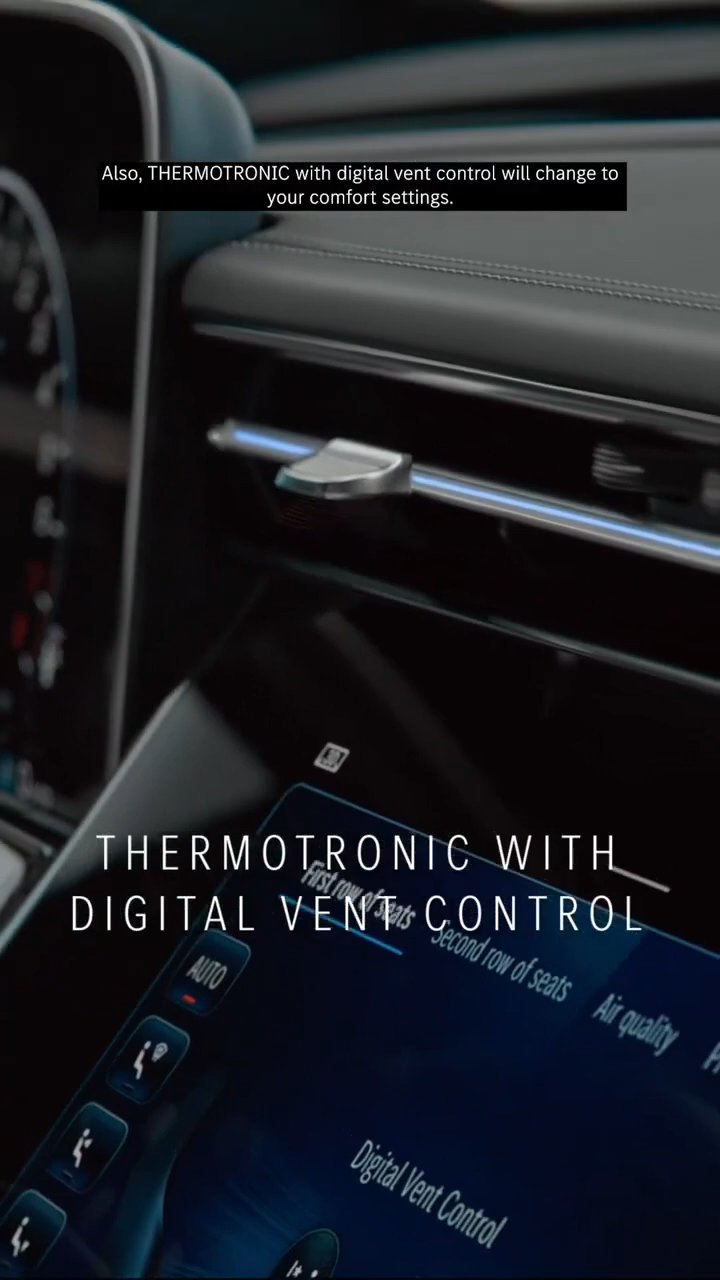 Also, THERMOTRONIC with digital vent control will change to
your comfort settings.
THERMOTRONIC WITH
DIGITAL VENT CONTROL
First row of seats
Second row of seats
Air quality
AUTO
Digital Vent Control